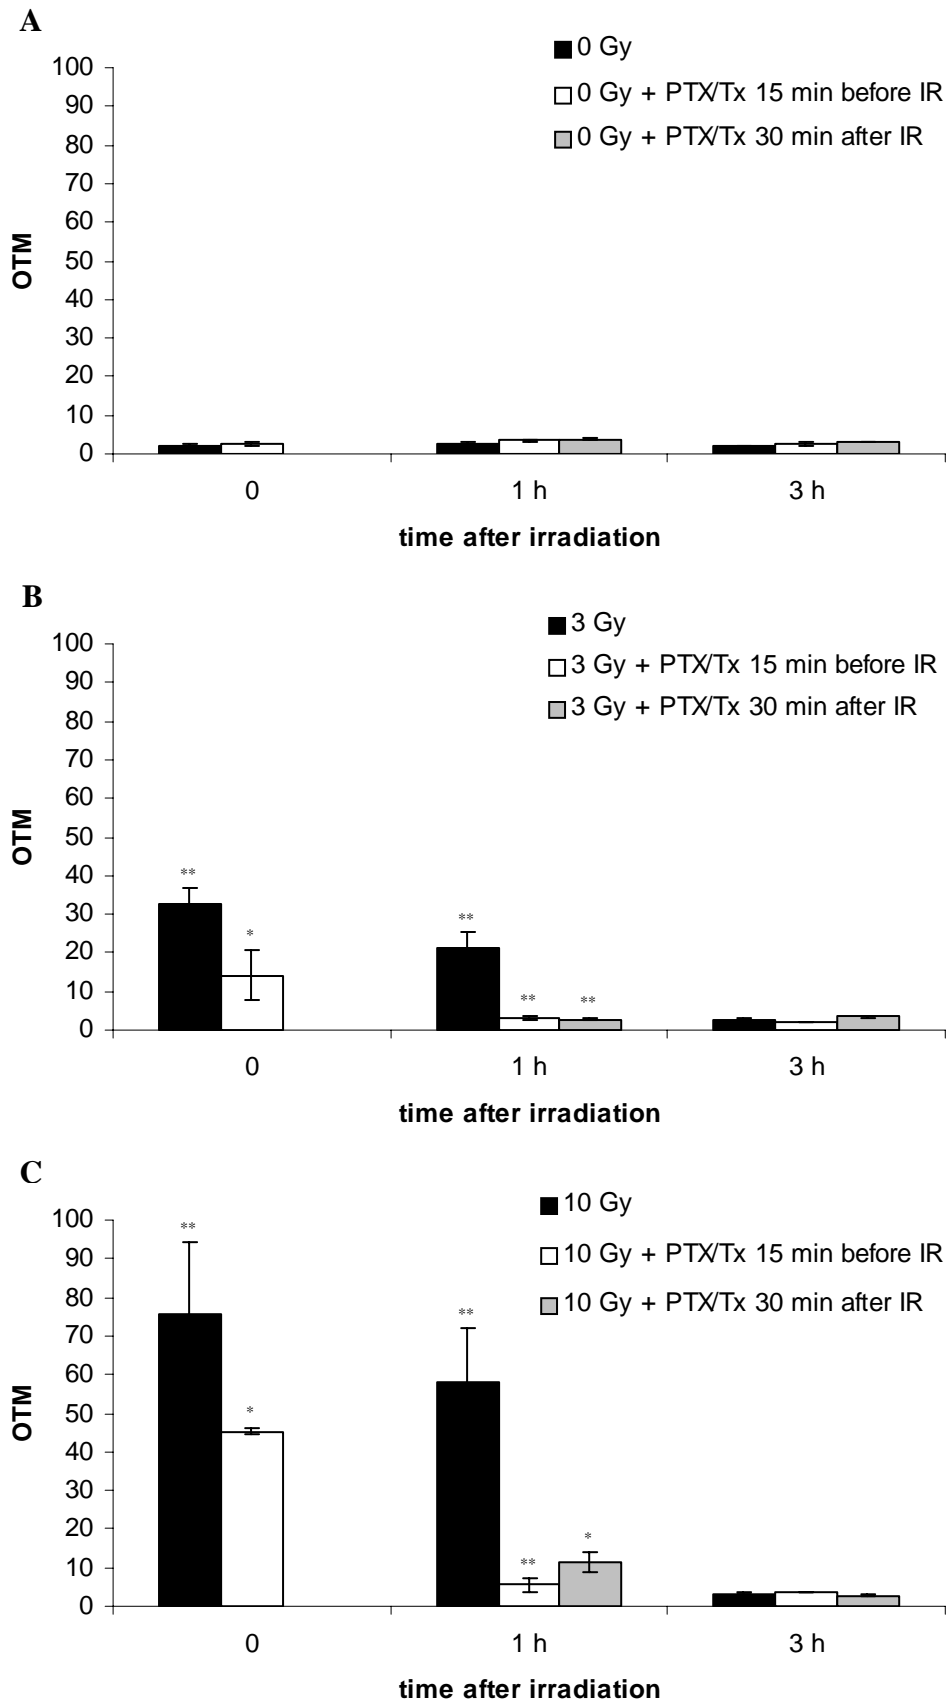 A
0 Gy
0 Gy + PTX/Tx 15 min before IR
0 Gy + PTX/Tx 30 min after IR
100
90
80
70
60
50
40
30
20
10
0
OTM
0 1 h 3 h
time after irradiation
B
3 Gy
3 Gy + PTX/Tx 15 min before IR
3 Gy + PTX/Tx 30 min after IR
100
90
80
70
60
50
40
30
20
10
0
OTM
** * ** ** **
0 1 h 3 h
time after irradiation
C
10 Gy
10 Gy + PTX/Tx 15 min before IR
10 Gy + PTX/Tx 30 min after IR
100
90
80
70
60
50
40
30
20
10
0
OTM
** * ** ** *
0 1 h 3 h
time after irradiation